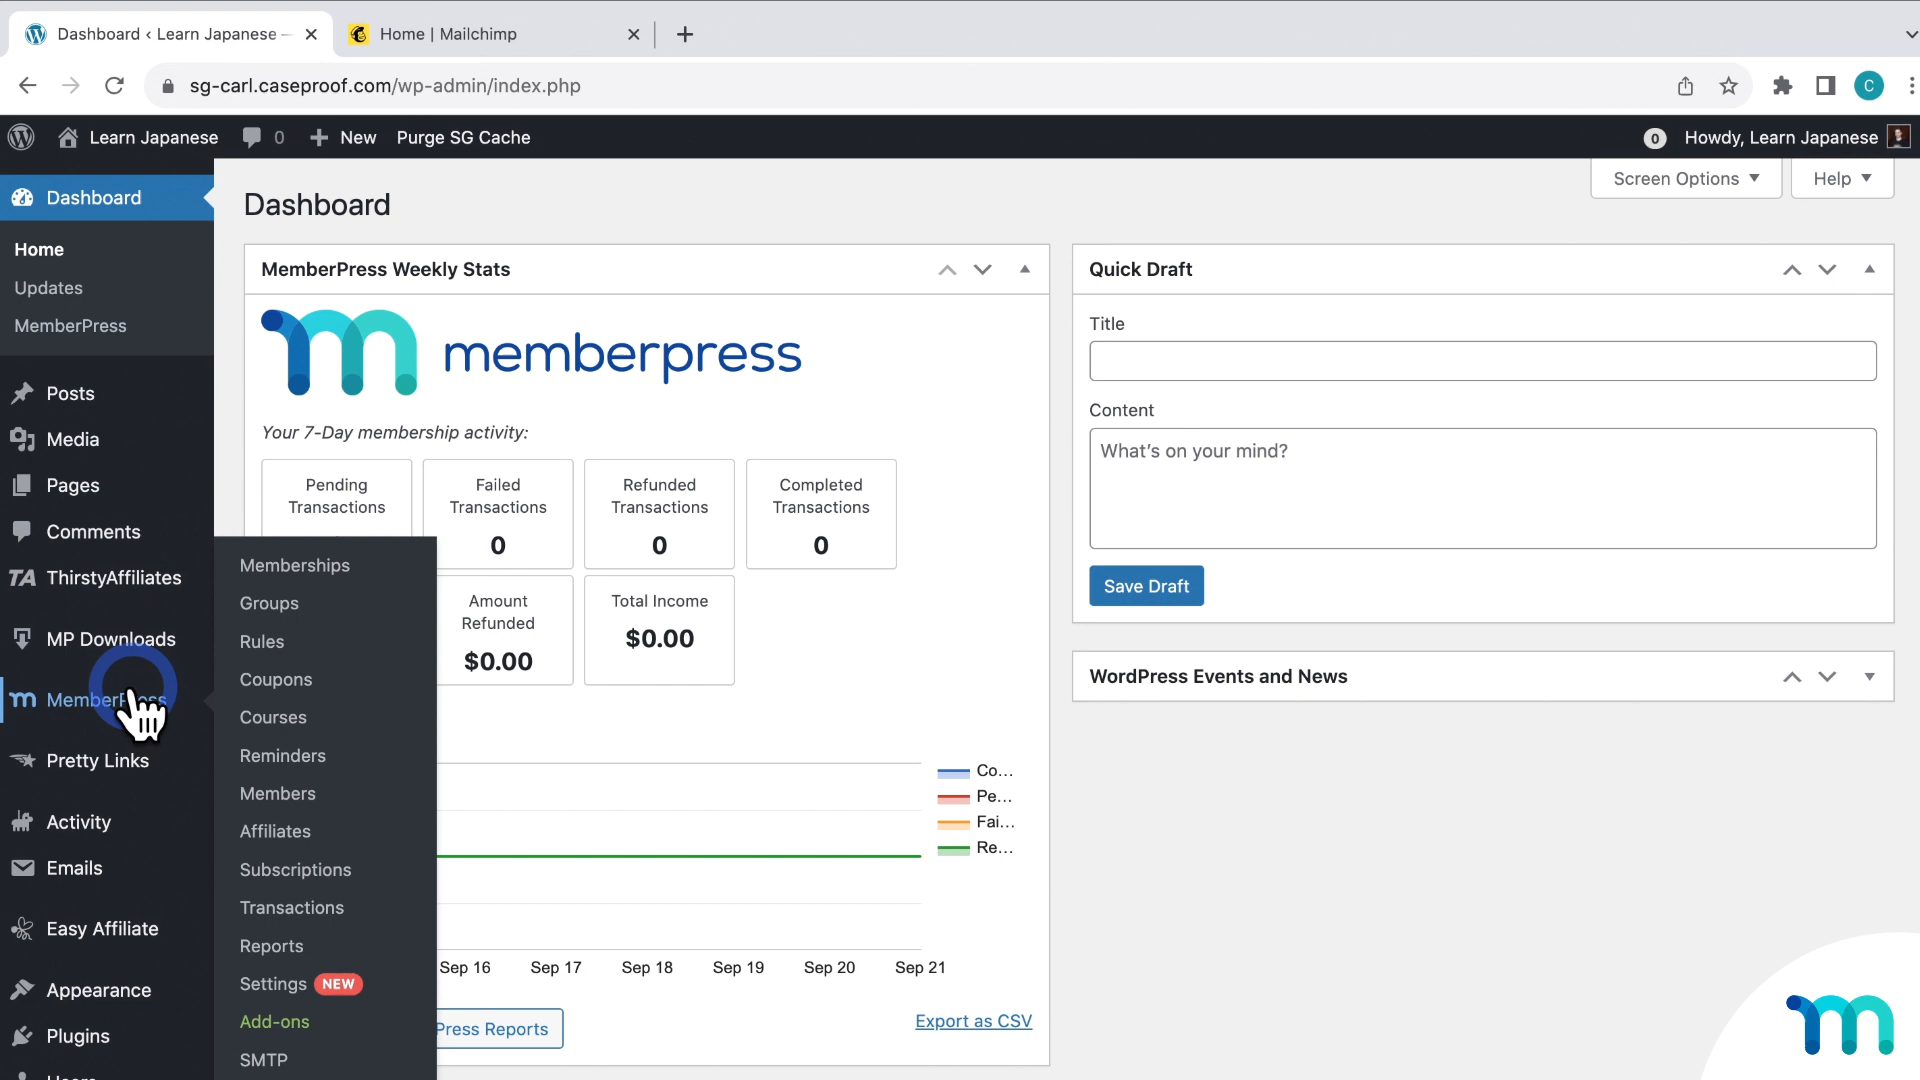 Dashboard ‹ Learn Japanese —
Home | Mailchimp
sg-carl.caseproof.com/wp-admin/index.php
C
Learn Japanese
0
New
Purge SG Cache
0
Howdy, Learn Japanese
Dashboard
Home
Updates
MemberPress
Posts
Media
Pages
Comments
TA ThirstyAffiliates
MP Downloads
MemberPress
Pretty Links
Activity
Emails
Easy Affiliate
Appearance
Plugins
Memberships
Groups
Rules
Coupons
Courses
Reminders
Members
Affiliates
Subscriptions
Transactions
Reports
Settings NEW
Add-ons
SMTP
Dashboard
Screen Options
Help
MemberPress Weekly Stats
memberpress
Your 7-Day membership activity:
Pending
Transactions
Failed
Transactions
0
Refunded
Transactions
0
Completed
Transactions
0
Amount
Refunded
$0.00
Total Income
$0.00
Co...
Pe...
Fai...
Re...
Sep 16
Sep 17
Sep 18
Sep 19
Sep 20
Sep 21
Press Reports
Export as CSV
Quick Draft
Title
Content
What's on your mind?
Save Draft
WordPress Events and News